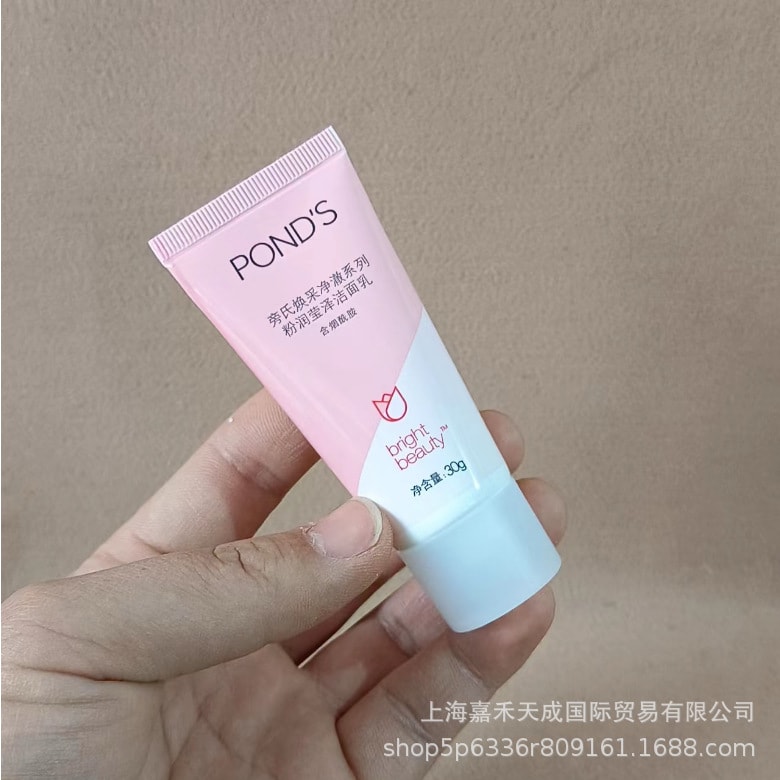 POND'S
旁氏焕采净澈系列
粉润莹泽洁面乳
含烟酰胺
bright
beauty™
净含量:30g
上海嘉禾天成国际贸易有限公司
shop5p6336r809161.1688.com